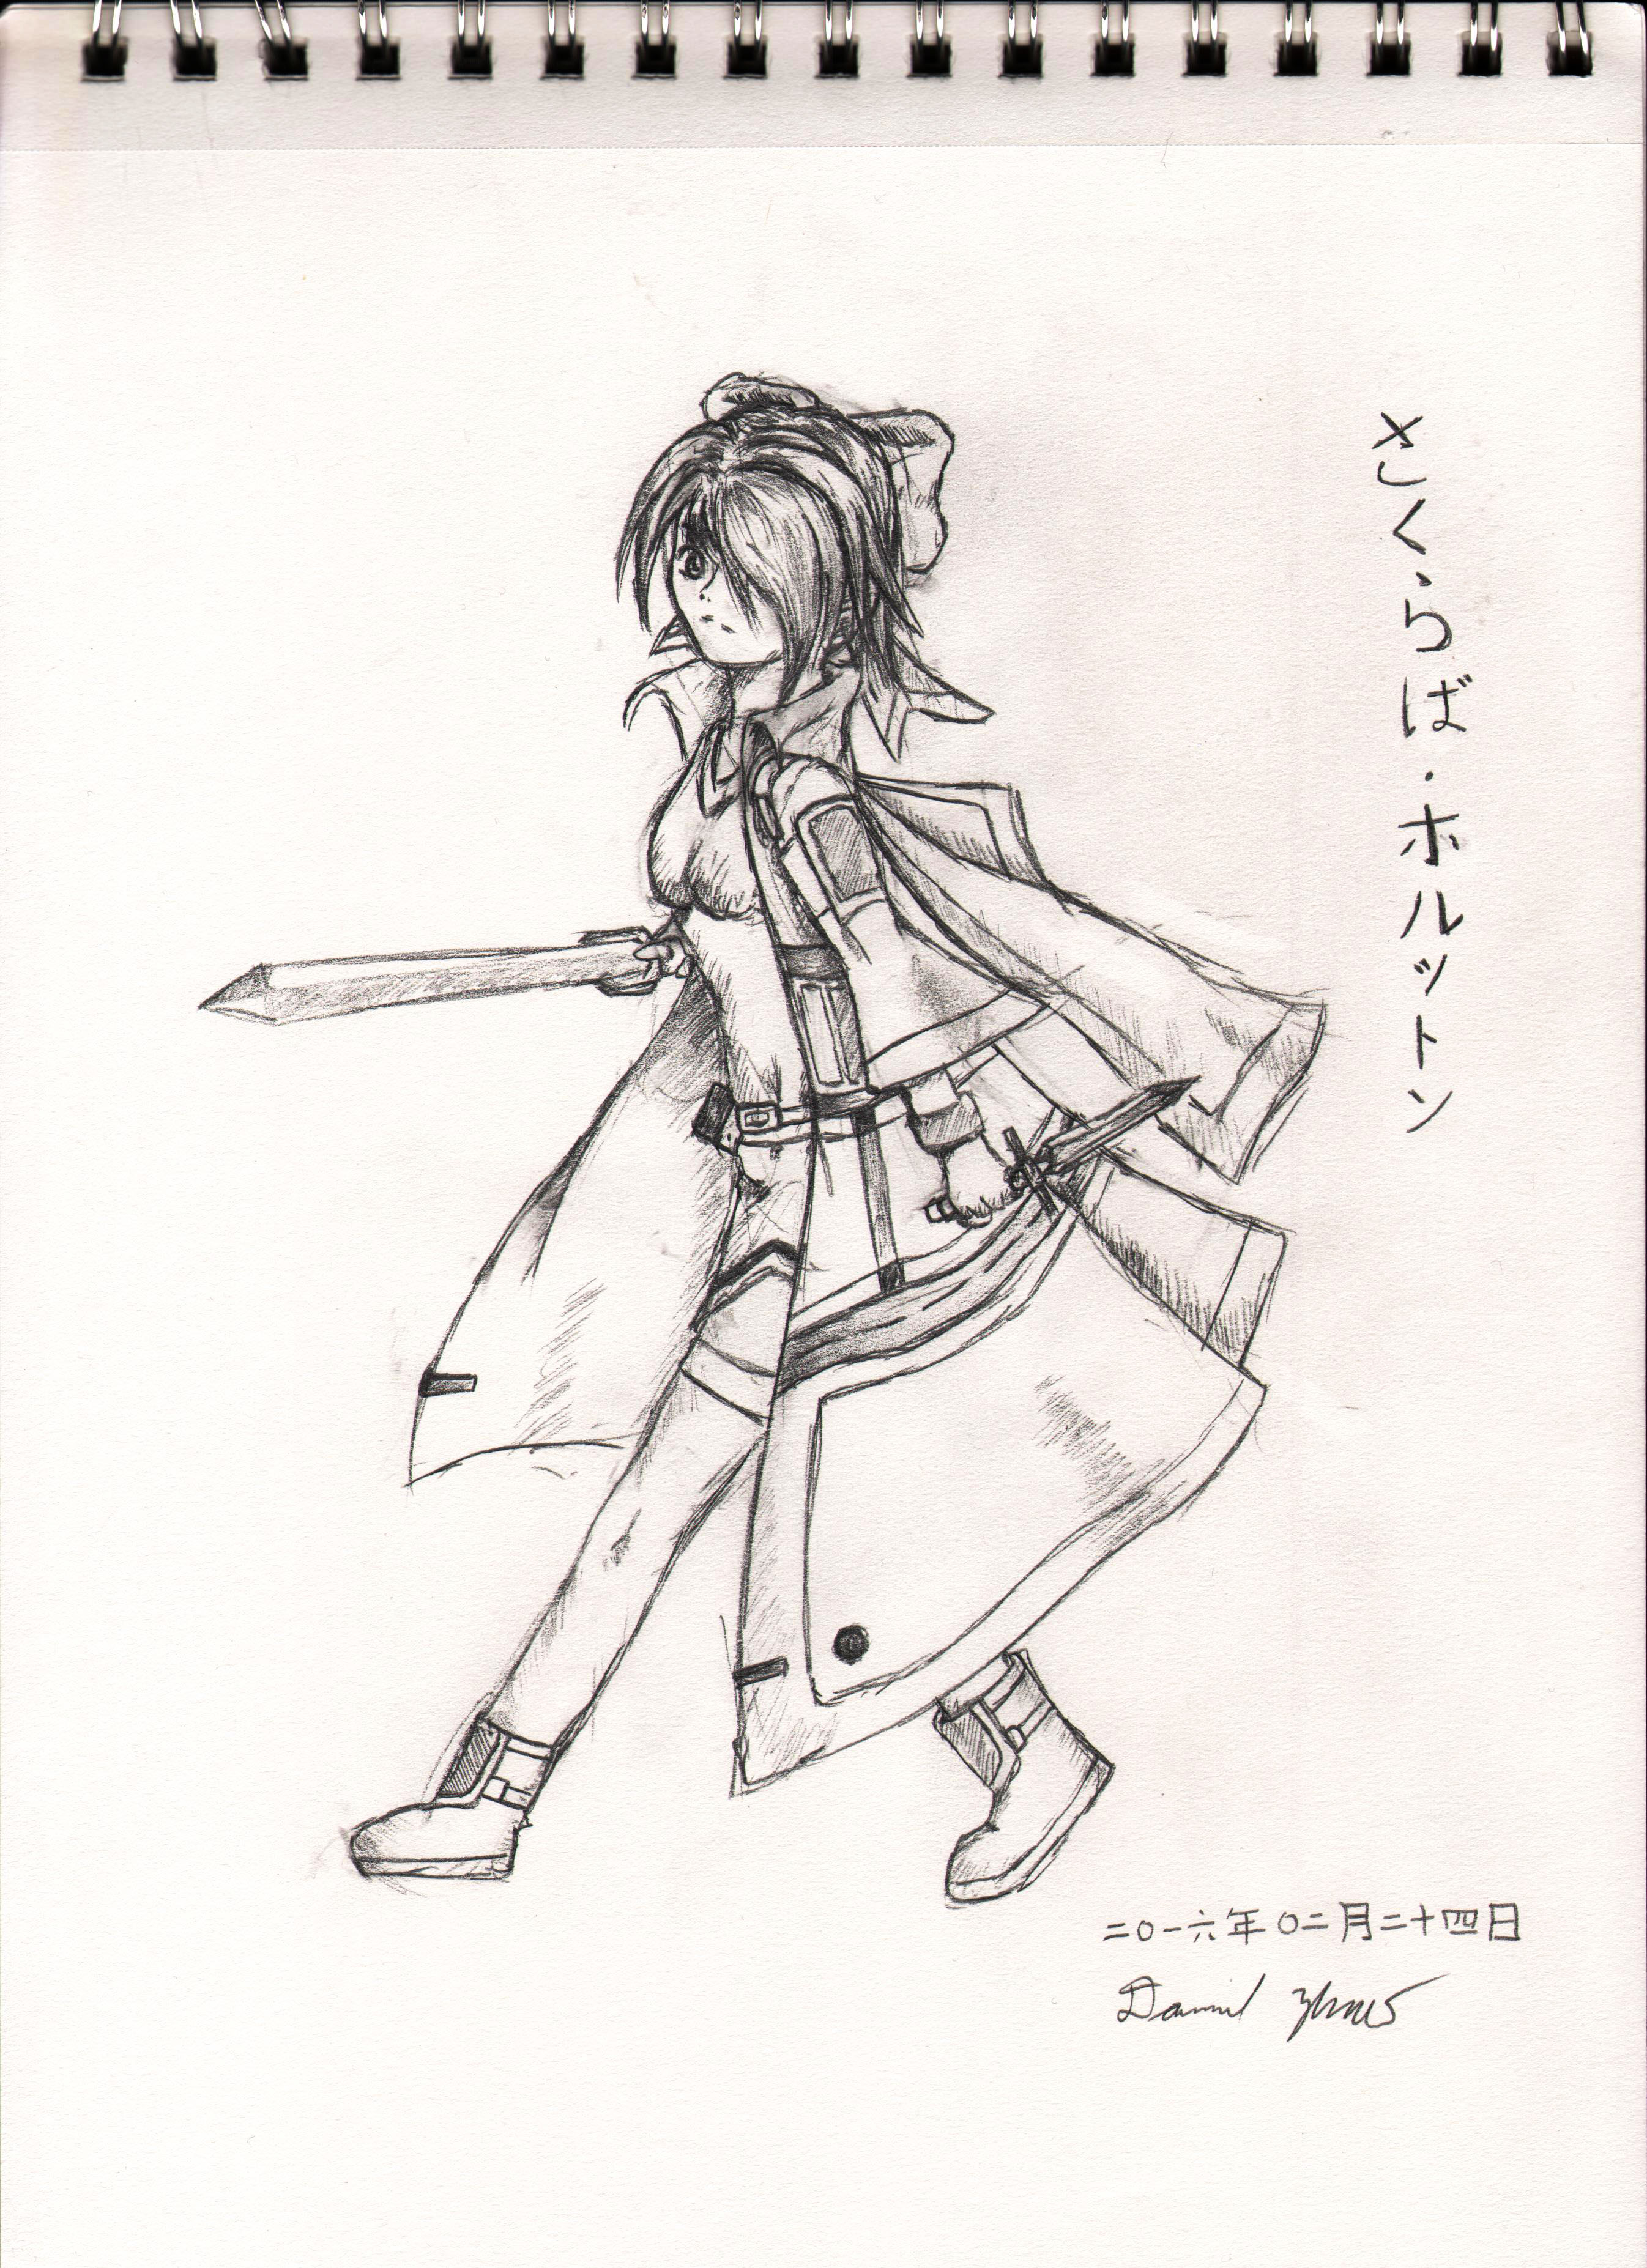 さくらば・ホルットン
二〇一六年〇二月二十四日